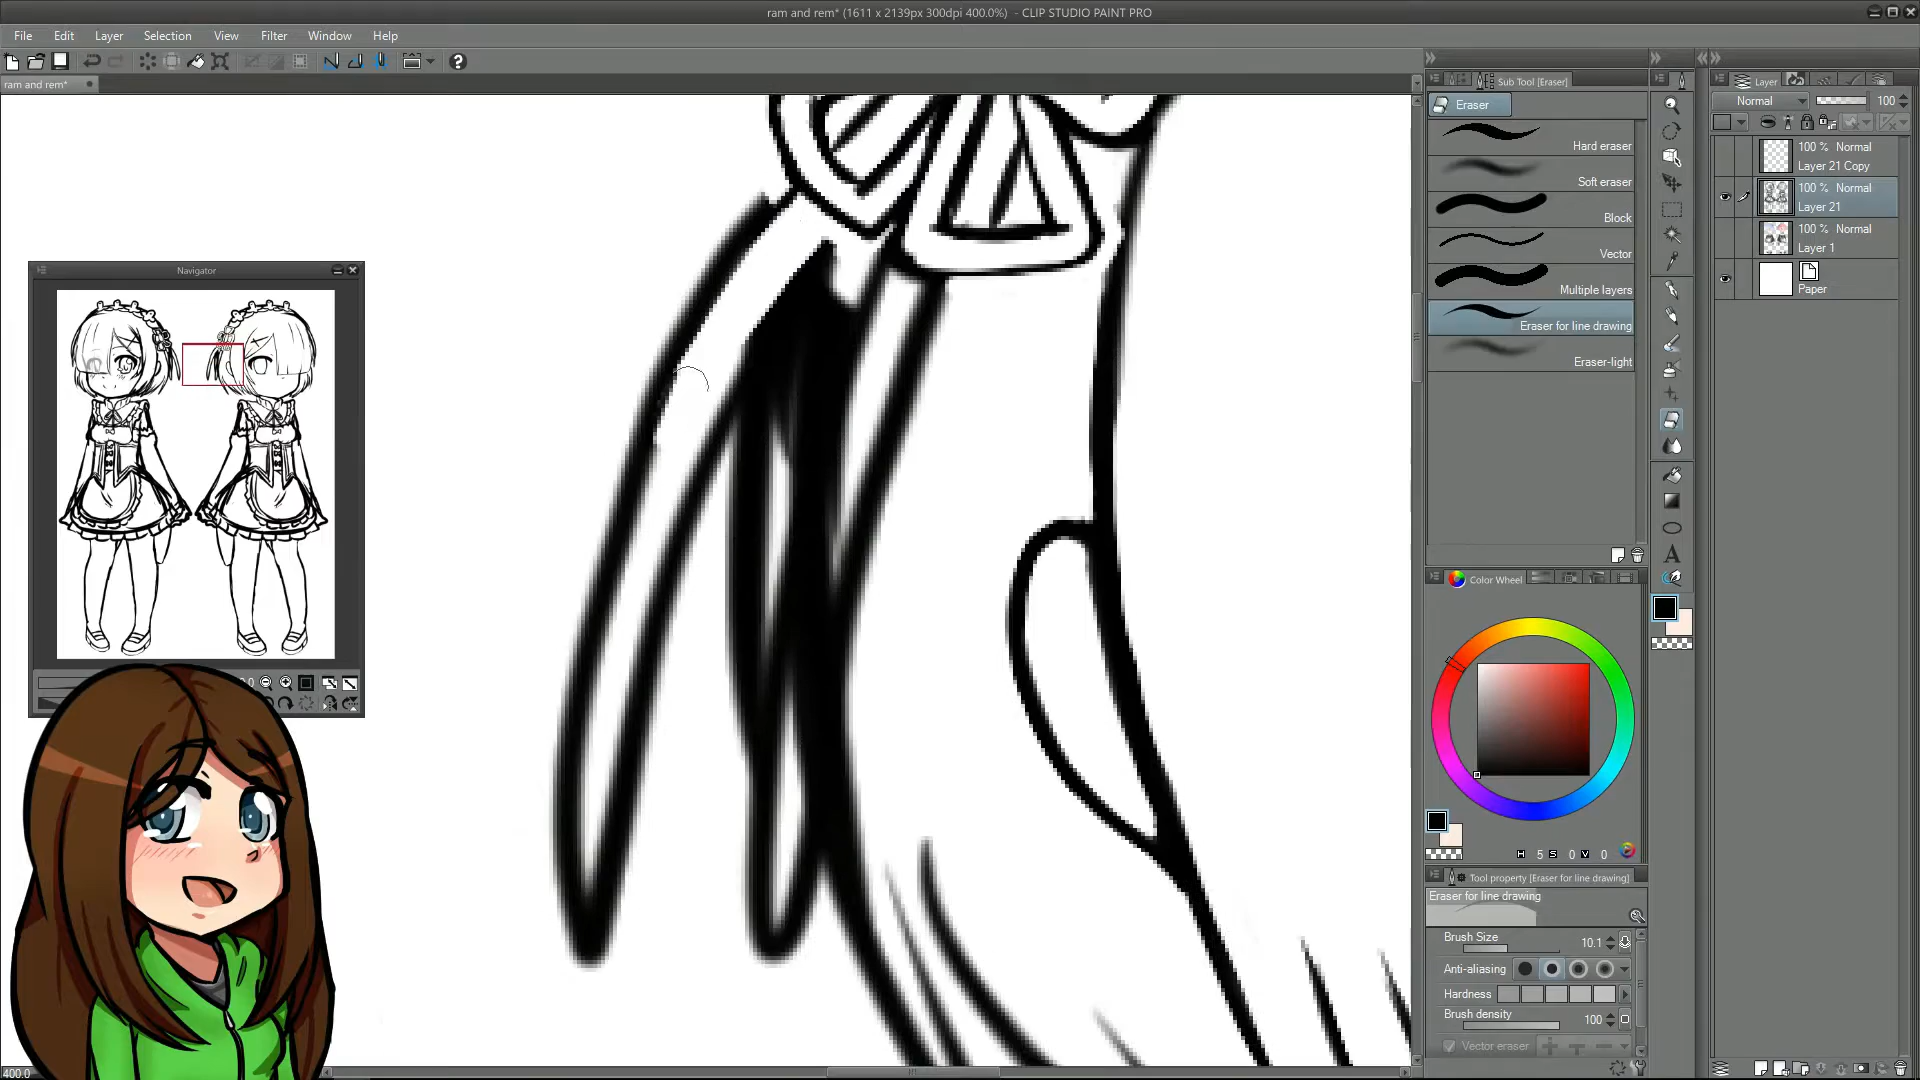 ram and rem* (1611 x 2139px 300dpi 400.0%) - CLIP STUDIO PAINT PRO
File Edit Layer Selection View Filter Window Help
ram and rem*
Navigator
400.0
Sub Tool [Eraser]
Eraser
Hard eraser
Soft eraser
Block
Vector
Multiple layers
Eraser for line drawing
Eraser-light
Color Wheel
H 5 S 0 V 0
Tool property [Eraser for line drawing]
Eraser for line drawing
Brush Size 10.1
Anti-aliasing
Hardness
Brush density 100
Vector eraser
A
Layer
Normal 100
100 % Normal
Layer 21 Copy
100 % Normal
Layer 21
100 % Normal
Layer 1
Paper